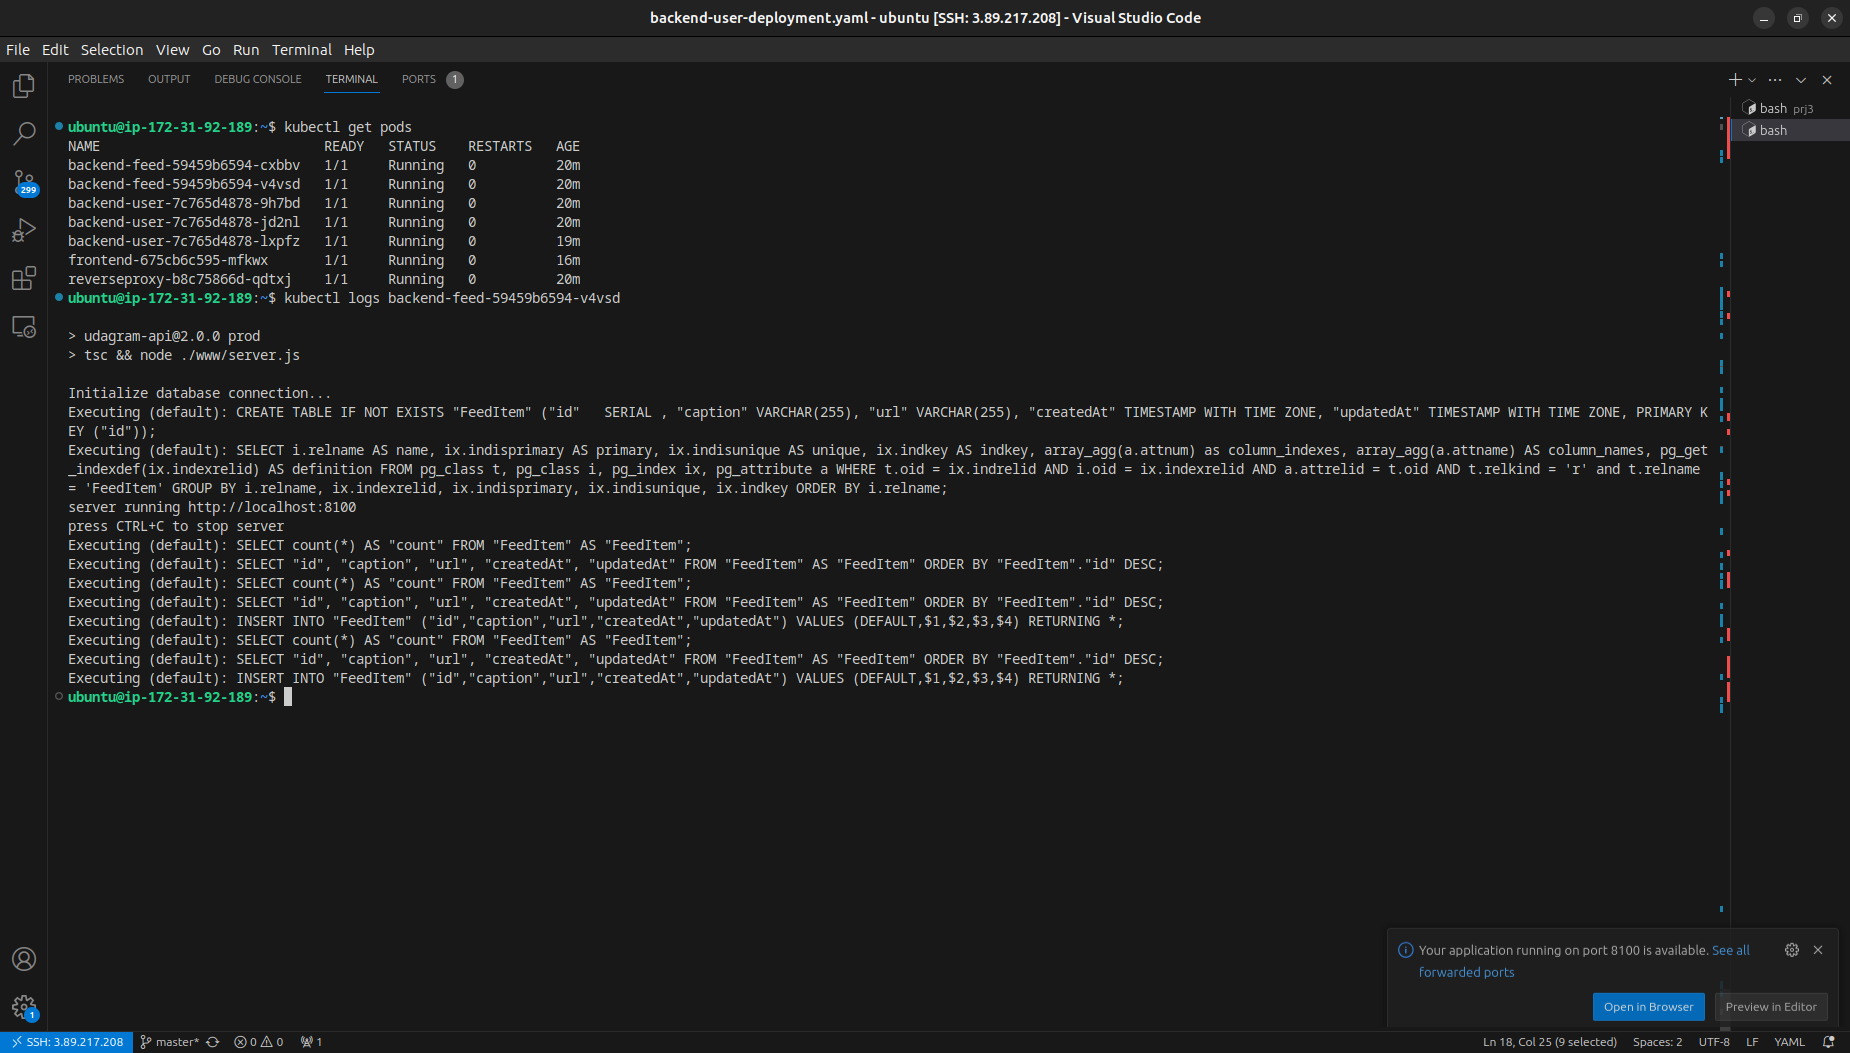 backend-user-deployment.yaml - ubuntu [SSH: 3.89.217.208] - Visual Studio Code
File Edit Selection View Go Run Terminal Help
PROBLEMS OUTPUT DEBUG CONSOLE TERMINAL PORTS 1
bash prj3
bash
299
ubuntu@ip-172-31-92-189:~$ kubectl get pods
NAME READY STATUS RESTARTS AGE
backend-feed-59459b6594-cxbbv 1/1 Running 0 20m
backend-feed-59459b6594-v4vsd 1/1 Running 0 20m
backend-user-7c765d4878-9h7bd 1/1 Running 0 20m
backend-user-7c765d4878-jd2nl 1/1 Running 0 20m
backend-user-7c765d4878-lxpfz 1/1 Running 0 19m
frontend-675cb6c595-mfkwx 1/1 Running 0 16m
reverseproxy-b8c75866d-qdtxj 1/1 Running 0 20m
ubuntu@ip-172-31-92-189:~$ kubectl logs backend-feed-59459b6594-v4vsd
> udagram-api@2.0.0 prod
> tsc && node ./www/server.js
Initialize database connection...
Executing (default): CREATE TABLE IF NOT EXISTS "FeedItem" ("id"   SERIAL , "caption" VARCHAR(255), "url" VARCHAR(255), "createdAt" TIMESTAMP WITH TIME ZONE, "updatedAt" TIMESTAMP WITH TIME ZONE, PRIMARY K
EY ("id"));
Executing (default): SELECT i.relname AS name, ix.indisprimary AS primary, ix.indisunique AS unique, ix.indkey AS indkey, array_agg(a.attnum) as column_indexes, array_agg(a.attname) AS column_names, pg_get
_indexdef(ix.indexrelid) AS definition FROM pg_class t, pg_class i, pg_index ix, pg_attribute a WHERE t.oid = ix.indrelid AND i.oid = ix.indexrelid AND a.attrelid = t.oid AND t.relkind = 'r' and t.relname
= 'FeedItem' GROUP BY i.relname, ix.indexrelid, ix.indisprimary, ix.indisunique, ix.indkey ORDER BY i.relname;
server running http://localhost:8100
press CTRL+C to stop server
Executing (default): SELECT count(*) AS "count" FROM "FeedItem" AS "FeedItem";
Executing (default): SELECT "id", "caption", "url", "createdAt", "updatedAt" FROM "FeedItem" AS "FeedItem" ORDER BY "FeedItem"."id" DESC;
Executing (default): SELECT count(*) AS "count" FROM "FeedItem" AS "FeedItem";
Executing (default): SELECT "id", "caption", "url", "createdAt", "updatedAt" FROM "FeedItem" AS "FeedItem" ORDER BY "FeedItem"."id" DESC;
Executing (default): INSERT INTO "FeedItem" ("id","caption","url","createdAt","updatedAt") VALUES (DEFAULT,$1,$2,$3,$4) RETURNING *;
Executing (default): SELECT count(*) AS "count" FROM "FeedItem" AS "FeedItem";
Executing (default): SELECT "id", "caption", "url", "createdAt", "updatedAt" FROM "FeedItem" AS "FeedItem" ORDER BY "FeedItem"."id" DESC;
Executing (default): INSERT INTO "FeedItem" ("id","caption","url","createdAt","updatedAt") VALUES (DEFAULT,$1,$2,$3,$4) RETURNING *;
ubuntu@ip-172-31-92-189:~$
Your application running on port 8100 is available. See all
forwarded ports
Open in Browser Preview in Editor
1
SSH: 3.89.217.208 master* 0 0 1 Ln 18, Col 25 (9 selected) Spaces: 2 UTF-8 LF YAML